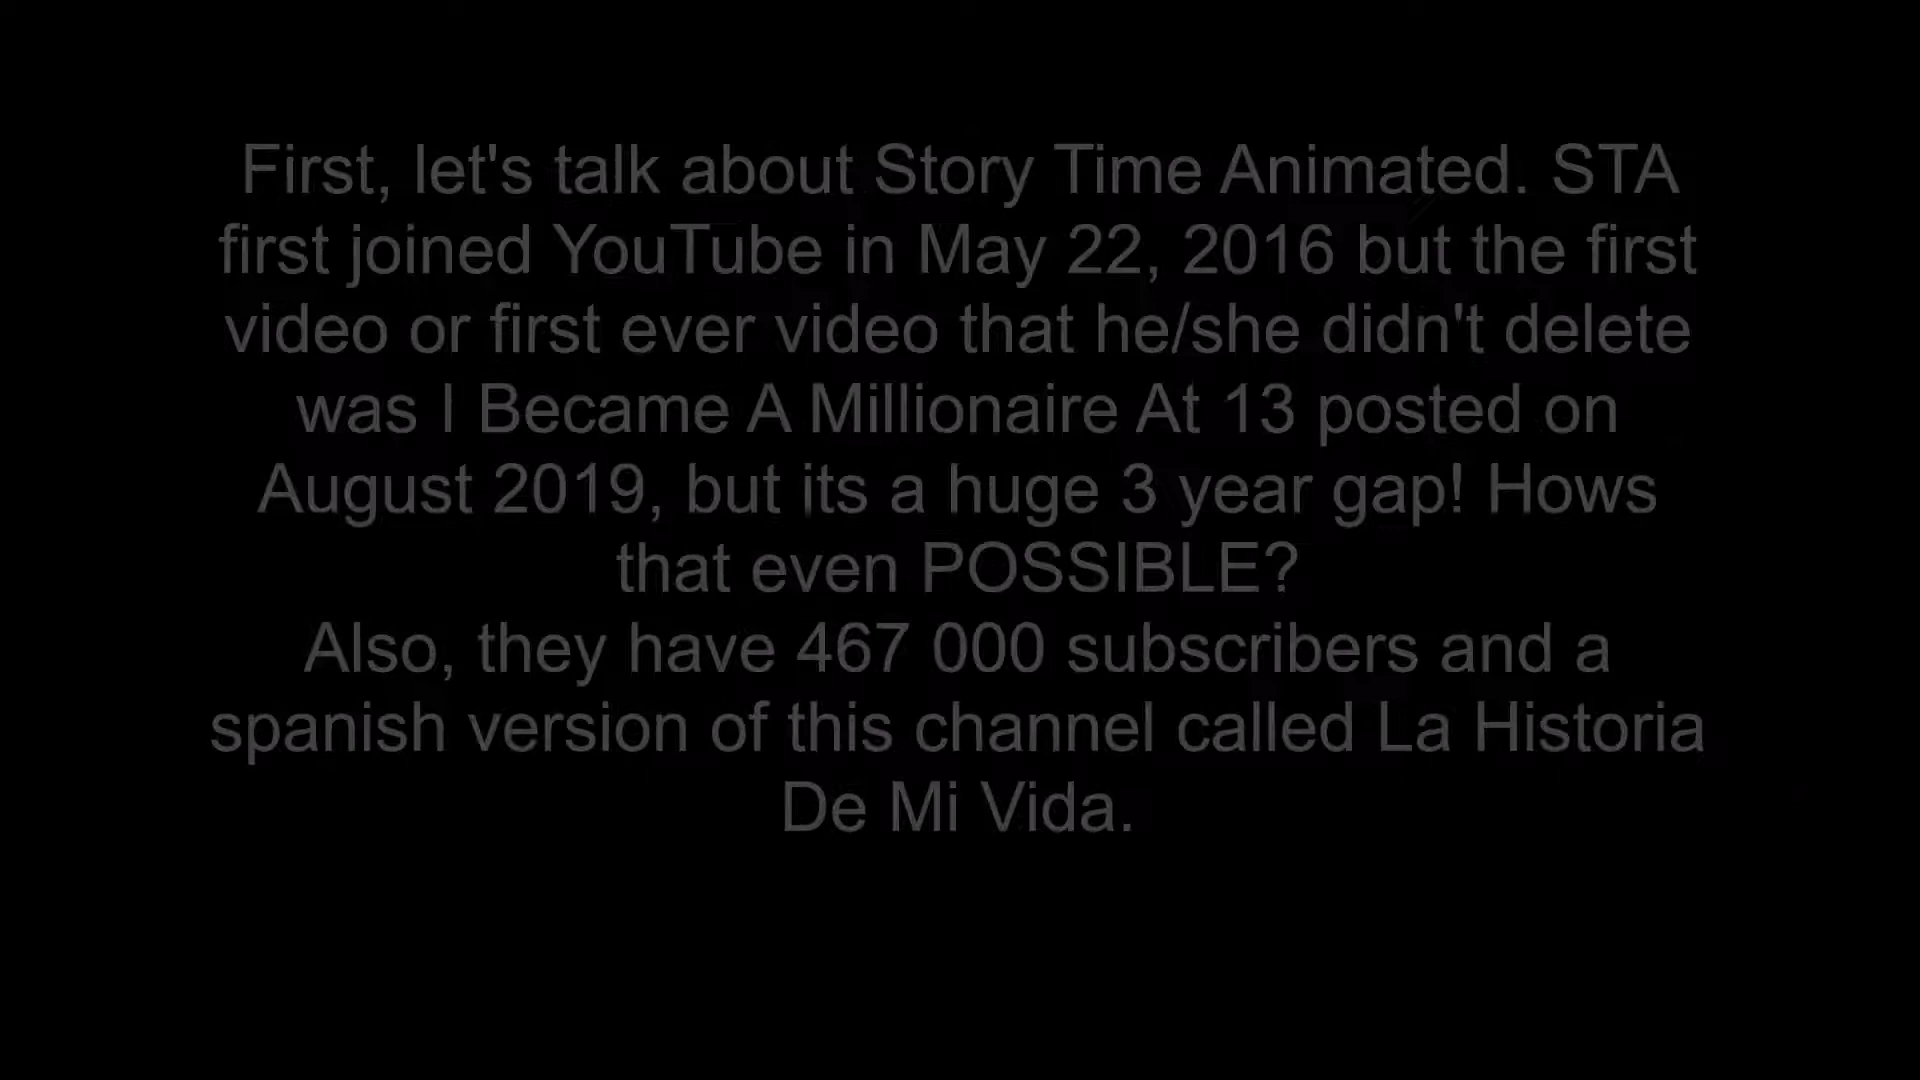 First, let's talk about Story Time Animated. STA
first joined YouTube in May 22, 2016 but the first
video or first ever video that he/she didn't delete
was I Became A Millionaire At 13 posted on
August 2019, but its a huge 3 year gap! Hows
that even POSSIBLE?
Also, they have 467 000 subscribers and a
spanish version of this channel called La Historia
De Mi Vida.